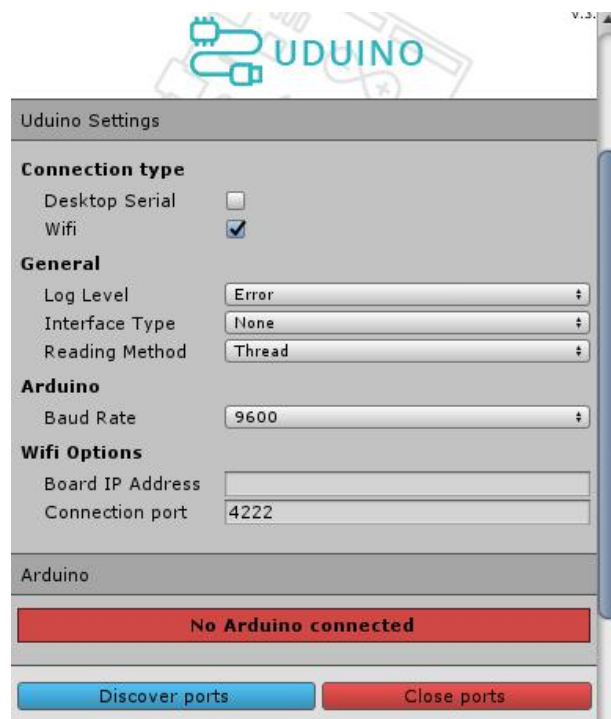 v.3.
UDUINO
Uduino Settings
Connection type
Desktop Serial
Wifi
General
Log Level Error
Interface Type None
Reading Method Thread
Arduino
Baud Rate 9600
Wifi Options
Board IP Address
Connection port 4222
Arduino
No Arduino connected
Discover ports Close ports